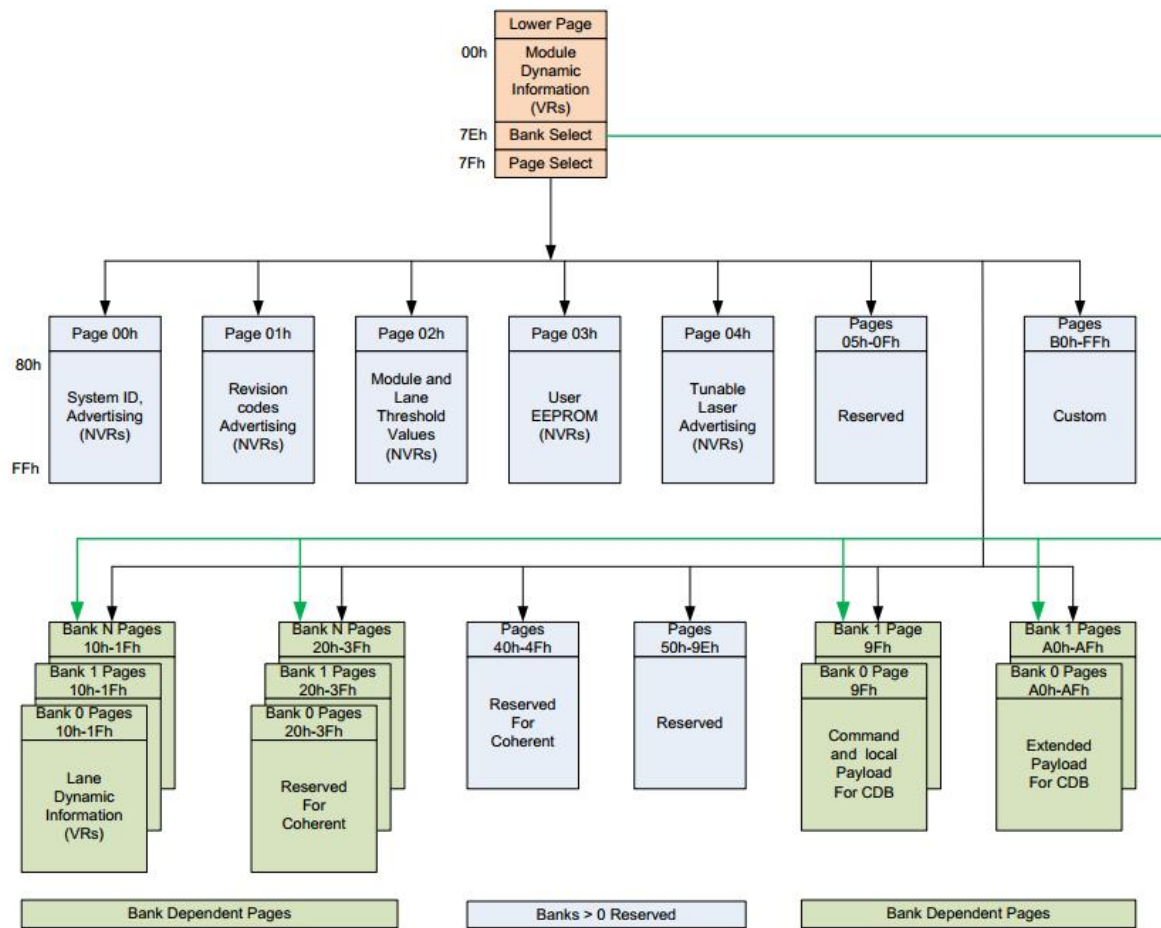 Lower Page
00h
Module
Dynamic
Information
(VRs)
7Eh
Bank Select
7Fh
Page Select
Page 00h
80h
System ID,
Advertising
(NVRs)
FFh
Page 01h
Revision
codes
Advertising
(NVRs)
Page 02h
Module and
Lane
Threshold
Values
(NVRs)
Page 03h
User
EEPROM
(NVRs)
Page 04h
Tunable
Laser
Advertising
(NVRs)
Pages
05h-0Fh
Reserved
Pages
B0h-FFh
Custom
Bank N Pages
10h-1Fh
Bank 1 Pages
10h-1Fh
Bank 0 Pages
10h-1Fh
Lane
Dynamic
Information
(VRs)
Bank N Pages
20h-3Fh
Bank 1 Pages
20h-3Fh
Bank 0 Pages
20h-3Fh
Reserved
For
Coherent
Pages
40h-4Fh
Reserved
For
Coherent
Pages
50h-9Eh
Reserved
Bank 1 Page
9Fh
Bank 0 Page
9Fh
Command
and local
Payload
For CDB
Bank 1 Pages
A0h-AFh
Bank 0 Pages
A0h-AFh
Extended
Payload
For CDB
Bank Dependent Pages
Banks > 0 Reserved
Bank Dependent Pages